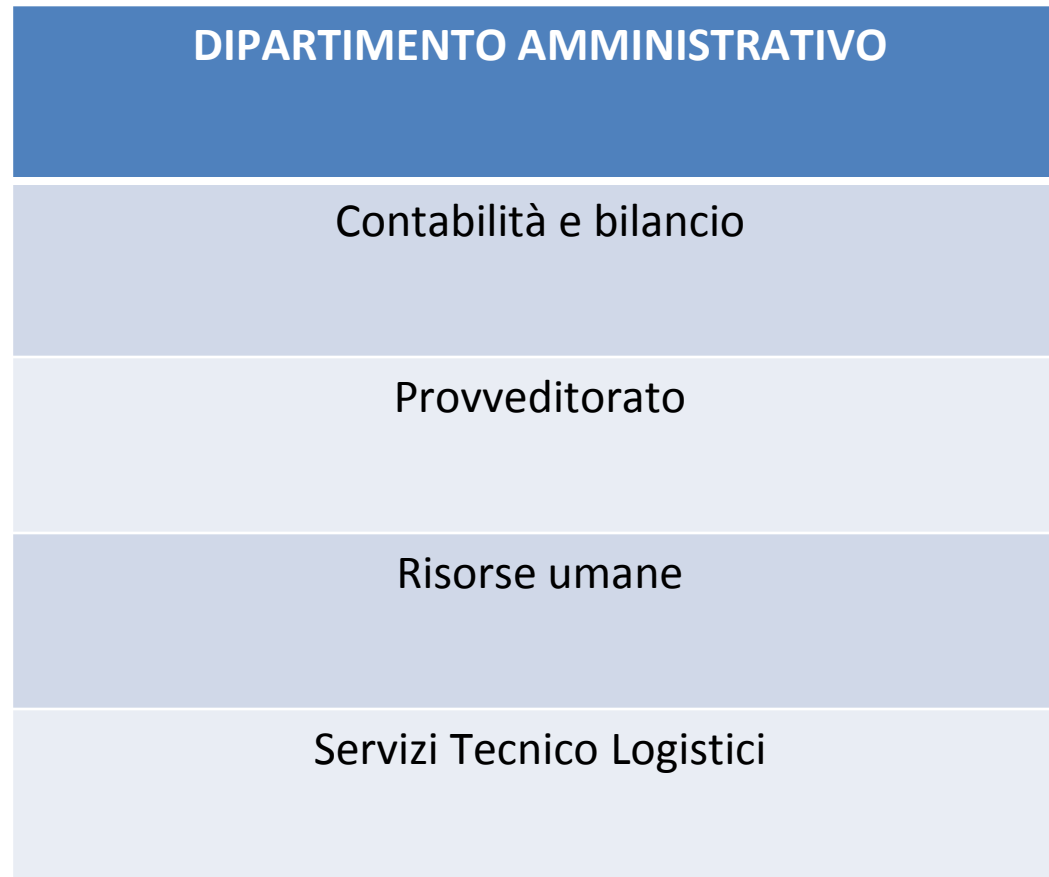 DIPARTIMENTO AMMINISTRATIVO
Contabilità e bilancio
Provveditorato
Risorse umane
Servizi Tecnico Logistici